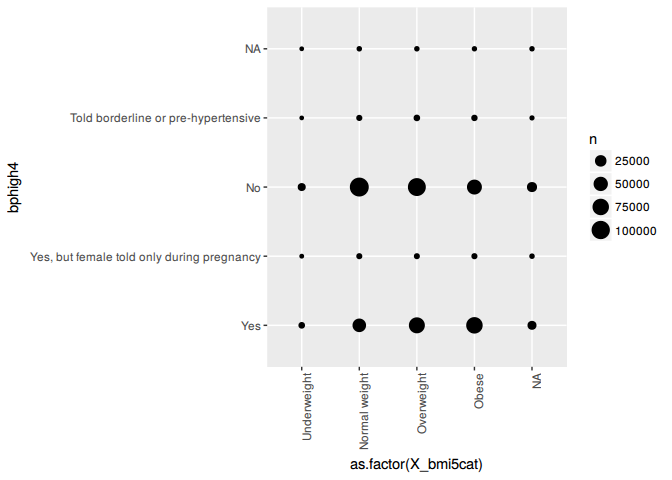 NA
Told borderline or pre-hypertensive
No
Yes, but female told only during pregnancy
Yes
bphigh4
Underweight
Normal weight
Overweight
Obese
NA
as.factor(X_bmi5cat)
n
25000
50000
75000
100000